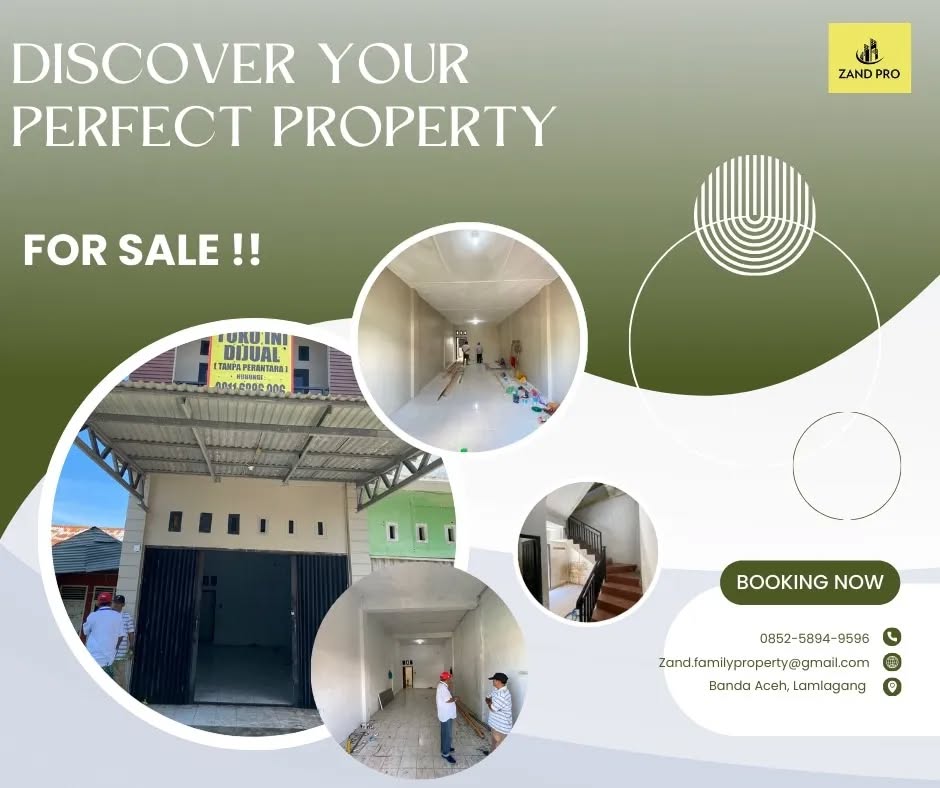 DISCOVER YOUR
PERFECT PROPERTY
ZAND PRO
FOR SALE !!
TOKO INI
DIJUAL
( TANPA PERANTARA )
BOOKING NOW
0852-5894-9596
Zand.familyproperty@gmail.com
Banda Aceh, Lamlagang